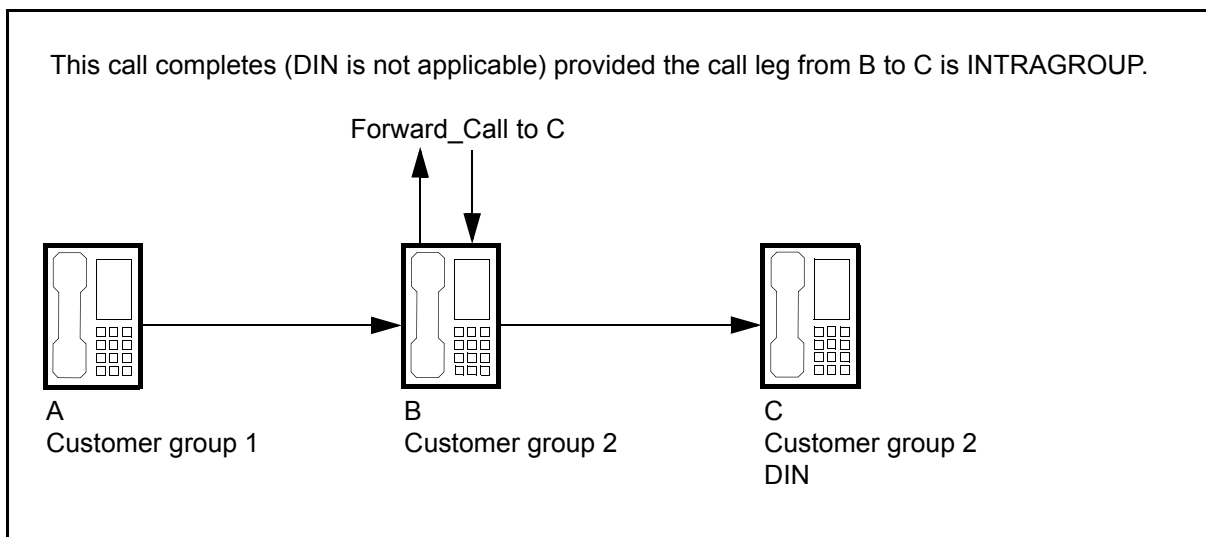 This call completes (DIN is not applicable) provided the call leg from B to C is INTRAGROUP.
Forward_Call to C
A
Customer group 1
B
Customer group 2
C
Customer group 2
DIN